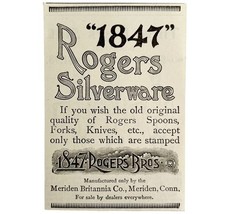 "1847"
Rogers
Silverware
If you wish the old original
quality of Rogers Spoons,
Forks, Knives, etc., accept
only those which are stamped
1847·ROGERS BROS.
Manufactured only by the
Meriden Britannia Co., Meriden, Conn.
For sale by dealers everywhere.